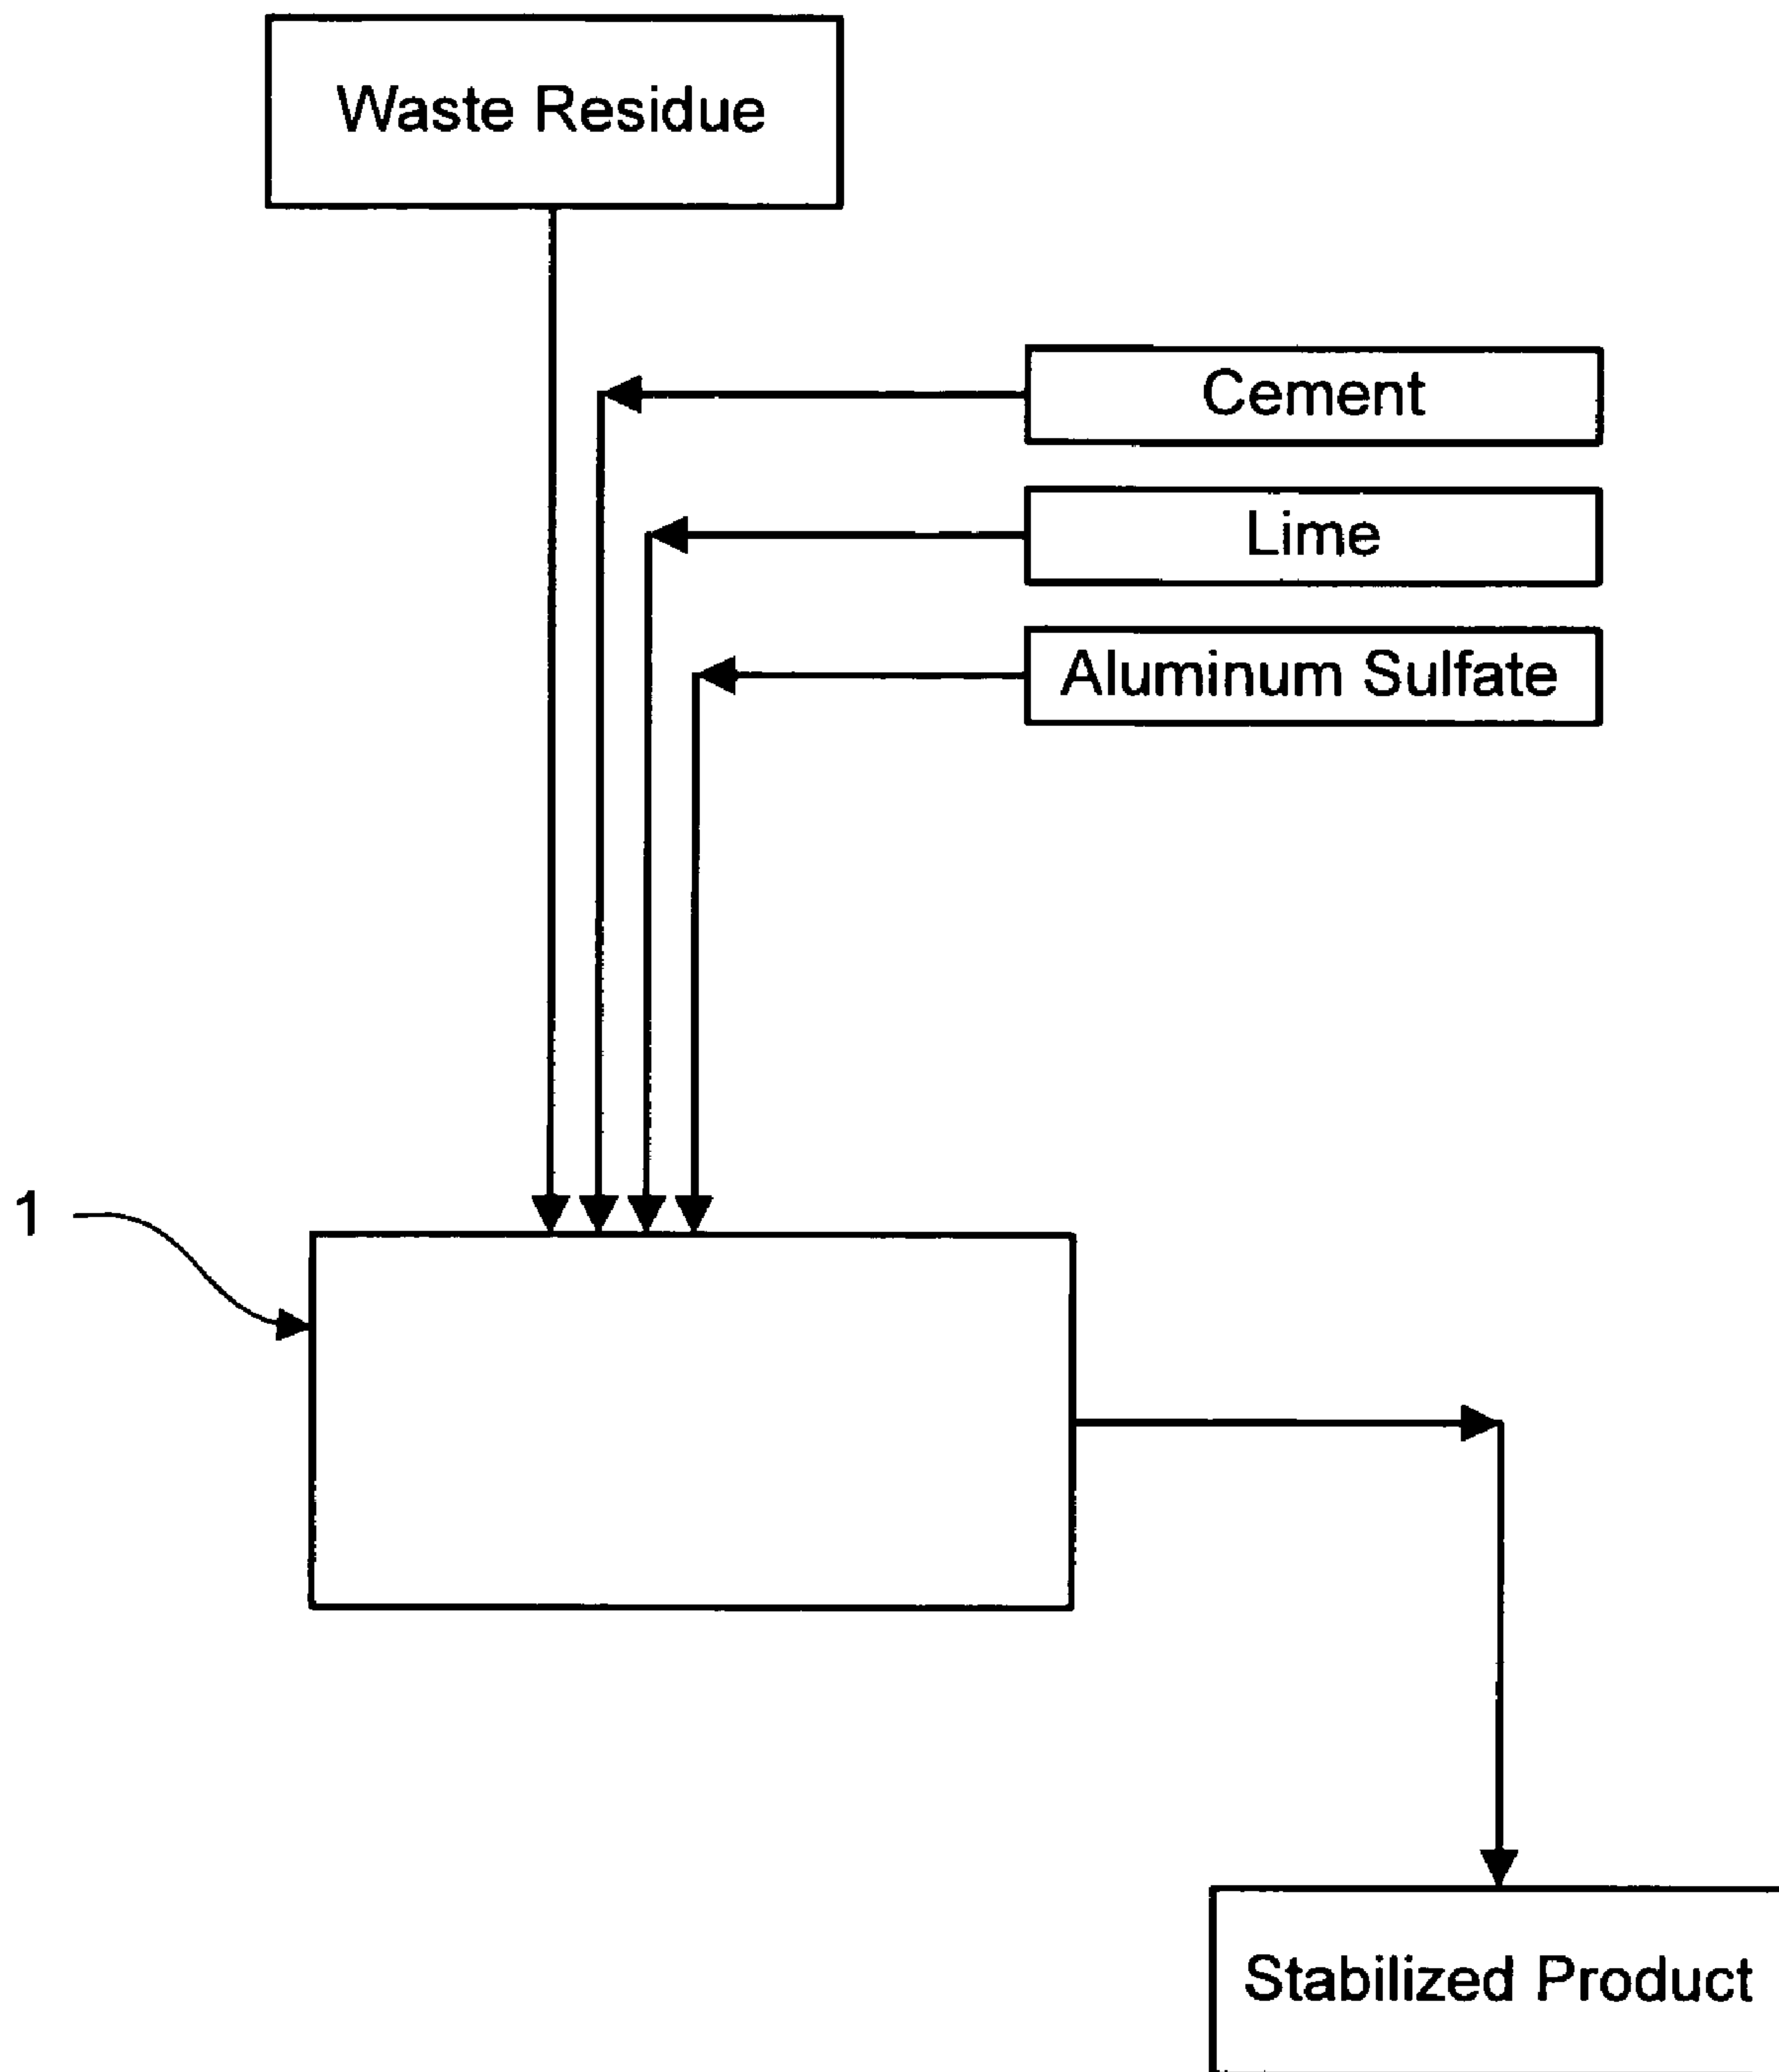 Waste Residue
Cement
Lime
Aluminum Sulfate
1
Stabilized Product